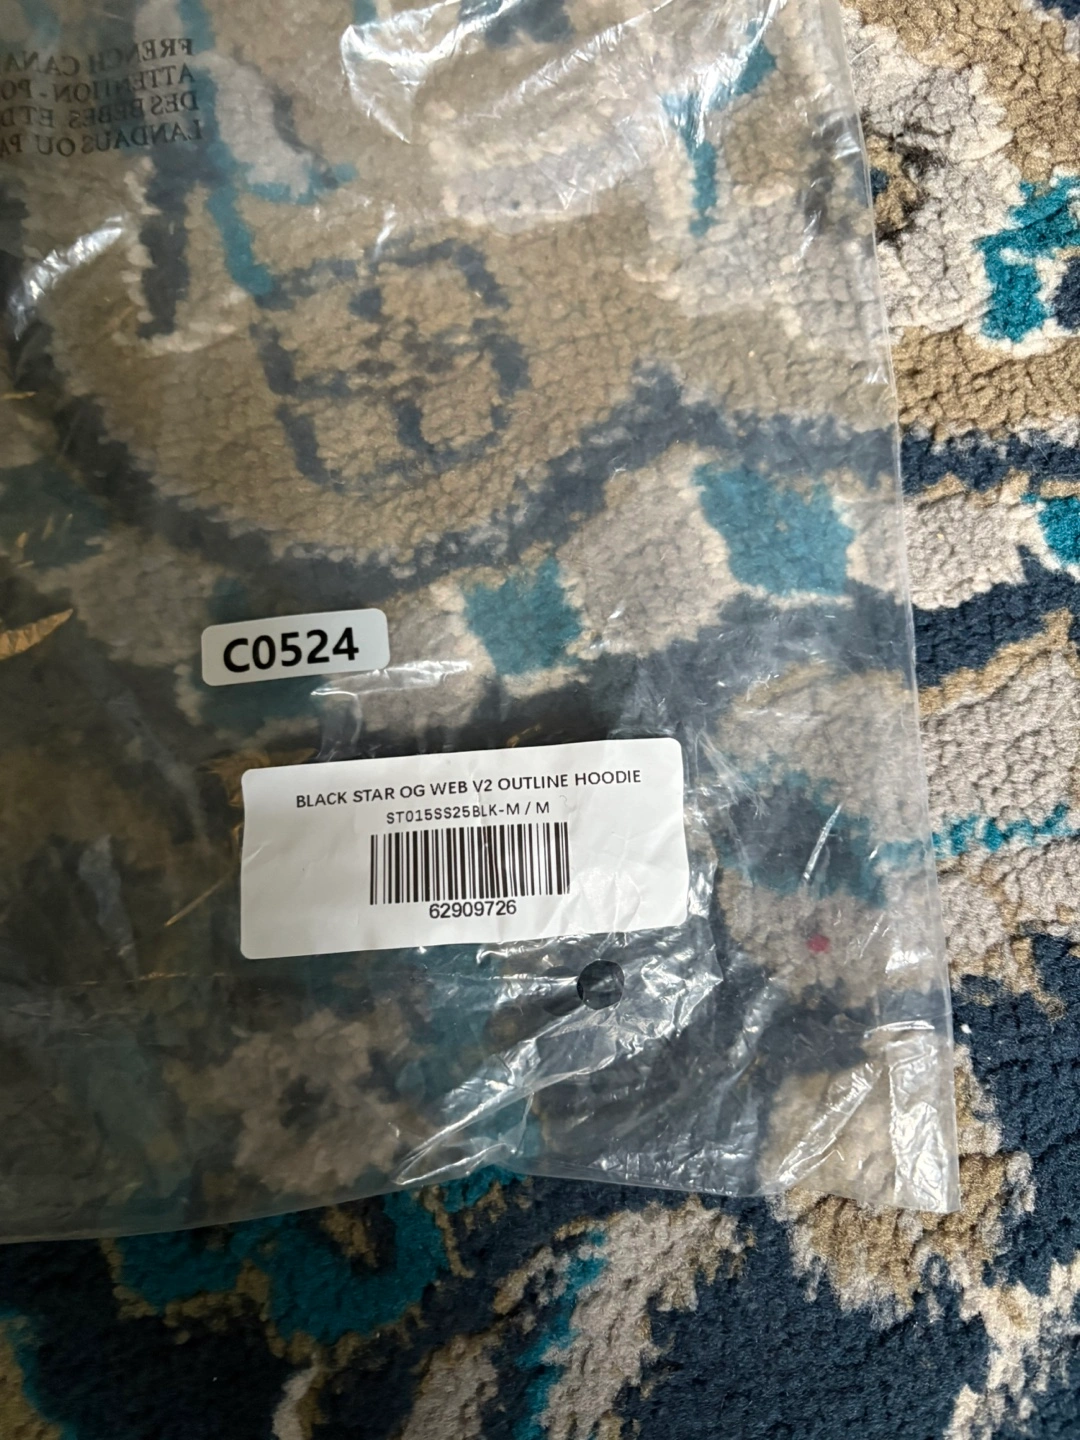 FRENCH CANA
ATTENTION - PO
DES BEBES ET D
LANDAUS OU PA
C0524
BLACK STAR OG WEB V2 OUTLINE HOODIE
ST015SS25BLK-M / M
62909726